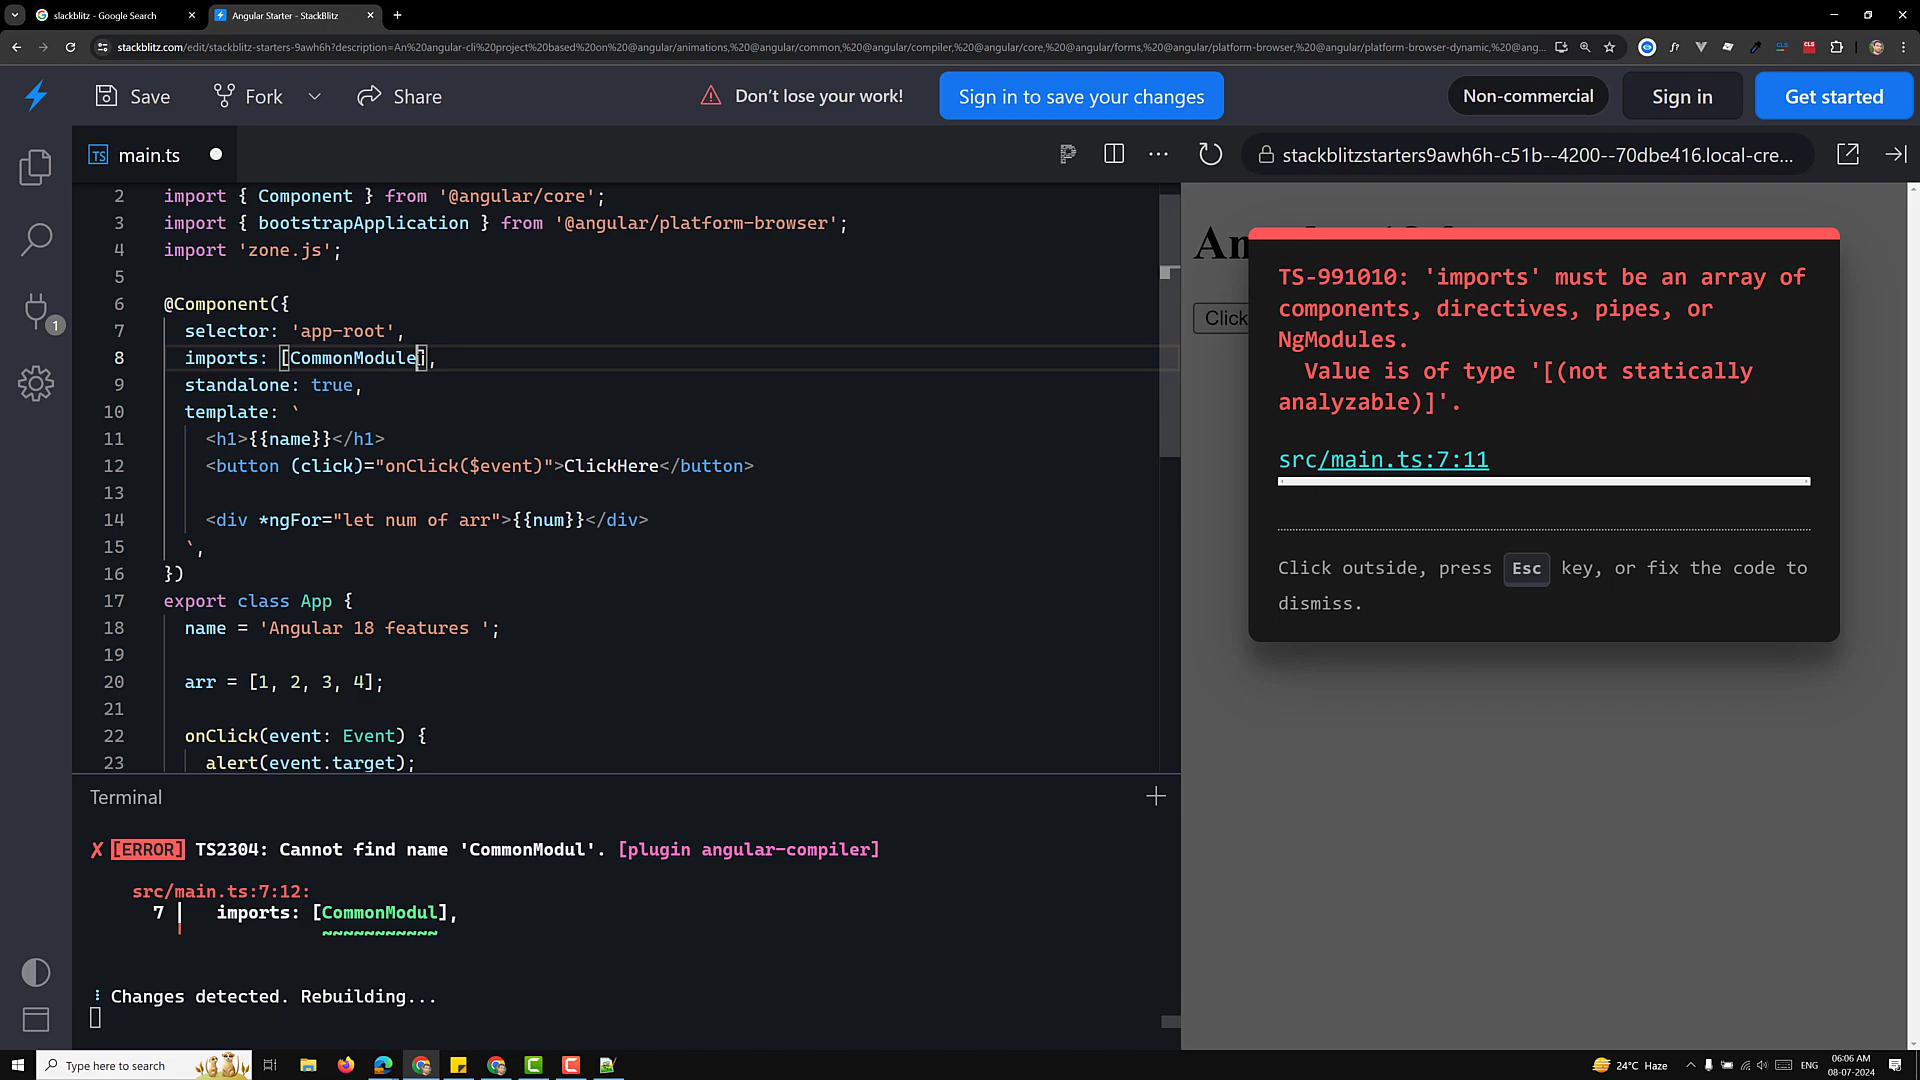 slackblitz - Google Search
Angular Starter - StackBlitz
stackblitz.com/edit/stackblitz-starters-9awh6h?description=An%20angular-cli%20project%20based%20on%20@angular/animations,%20@angular/common,%20@angular/compiler,%20@angular/core,%20@angular/forms,%20@angular/platform-browser,%20@angular/platform-browser-dynamic,%20@ang...
Save
Fork
Share
Don't lose your work!
Sign in to save your changes
Non-commercial
Sign in
Get started
TS main.ts
stackblitzstarters9awh6h-c51b--4200--70dbe416.local-cre...
1
2 import { Component } from '@angular/core';
3 import { bootstrapApplication } from '@angular/platform-browser';
4 import 'zone.js';
5
6 @Component({
7 selector: 'app-root',
8 imports: [CommonModule],
9 standalone: true,
10 template: `
11 <h1>{{name}}</h1>
12 <button (click)="onClick($event)">ClickHere</button>
13
14 <div *ngFor="let num of arr">{{num}}</div>
15 `,
16 })
17 export class App {
18 name = 'Angular 18 features ';
19
20 arr = [1, 2, 3, 4];
21
22 onClick(event: Event) {
23 alert(event.target);
Click
TS-991010: 'imports' must be an array of
components, directives, pipes, or
NgModules.
Value is of type '[(not statically
analyzable)]'.
src/main.ts:7:11
Click outside, press Esc key, or fix the code to
dismiss.
Terminal
✗ [ERROR] TS2304: Cannot find name 'CommonModul'. [plugin angular-compiler]
src/main.ts:7:12:
7 │ imports: [CommonModul],
~~~~~~~~~~~
Changes detected. Rebuilding...
Type here to search
24°C Haze
ENG
06:06 AM
08-07-2024